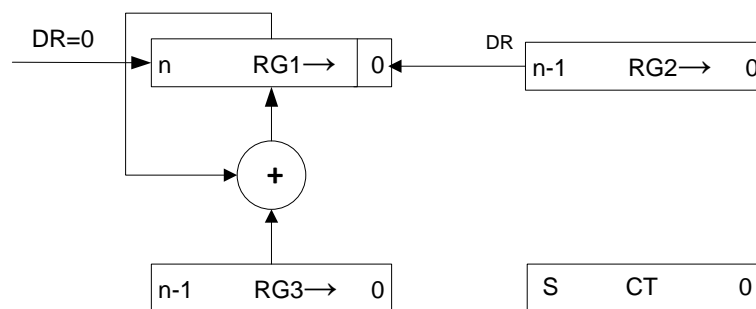 DR=0
n RG1→ 0
DR
n-1 RG2→ 0
+
n-1 RG3→ 0
S CT 0